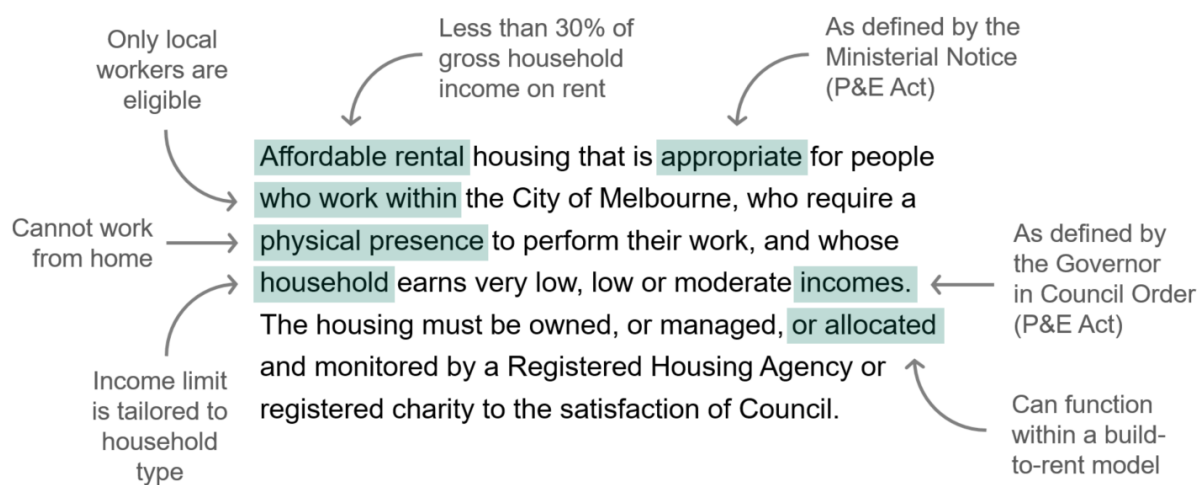 Only local
workers are
eligible
Less than 30% of
gross household
income on rent
As defined by the
Ministerial Notice
(P&E Act)
Affordable rental housing that is appropriate for people
who work within the City of Melbourne, who require a
physical presence to perform their work, and whose
household earns very low, low or moderate incomes.
The housing must be owned, or managed, or allocated
and monitored by a Registered Housing Agency or
registered charity to the satisfaction of Council.
Cannot work
from home
Income limit
is tailored to
household
type
As defined by
the Governor
in Council Order
(P&E Act)
Can function
within a build-
to-rent model